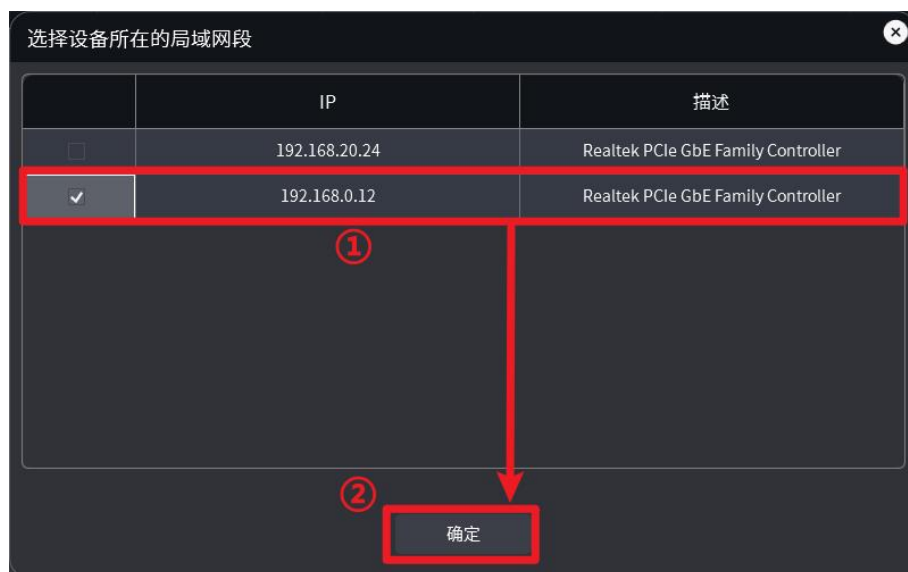 选择设备所在的局域网段
IP 描述
192.168.20.24 Realtek PCIe GbE Family Controller
192.168.0.12 Realtek PCIe GbE Family Controller
①
②
确定